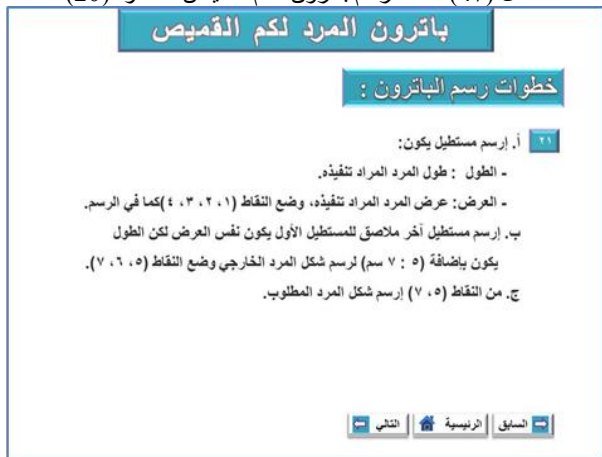 باترون المرد لكم القميص
خطوات رسم الباترون :
٢١ أ. إرسم مستطيل يكون:
- الطول : طول المرد المراد تنفيذه.
- العرض: عرض المرد المراد تنفيذه، وضع النقاط (١، ٢، ٣، ٤)كما في الرسم.
ب. إرسم مستطيل آخر ملاصق للمستطيل الأول يكون نفس العرض لكن الطول
يكون بإضافة (٥ : ٧ سم) لرسم شكل المرد الخارجي وضع النقاط (٥، ٦، ٧).
ج. من النقاط (٥، ٧) إرسم شكل المرد المطلوب.
السابق الرئيسية التالي